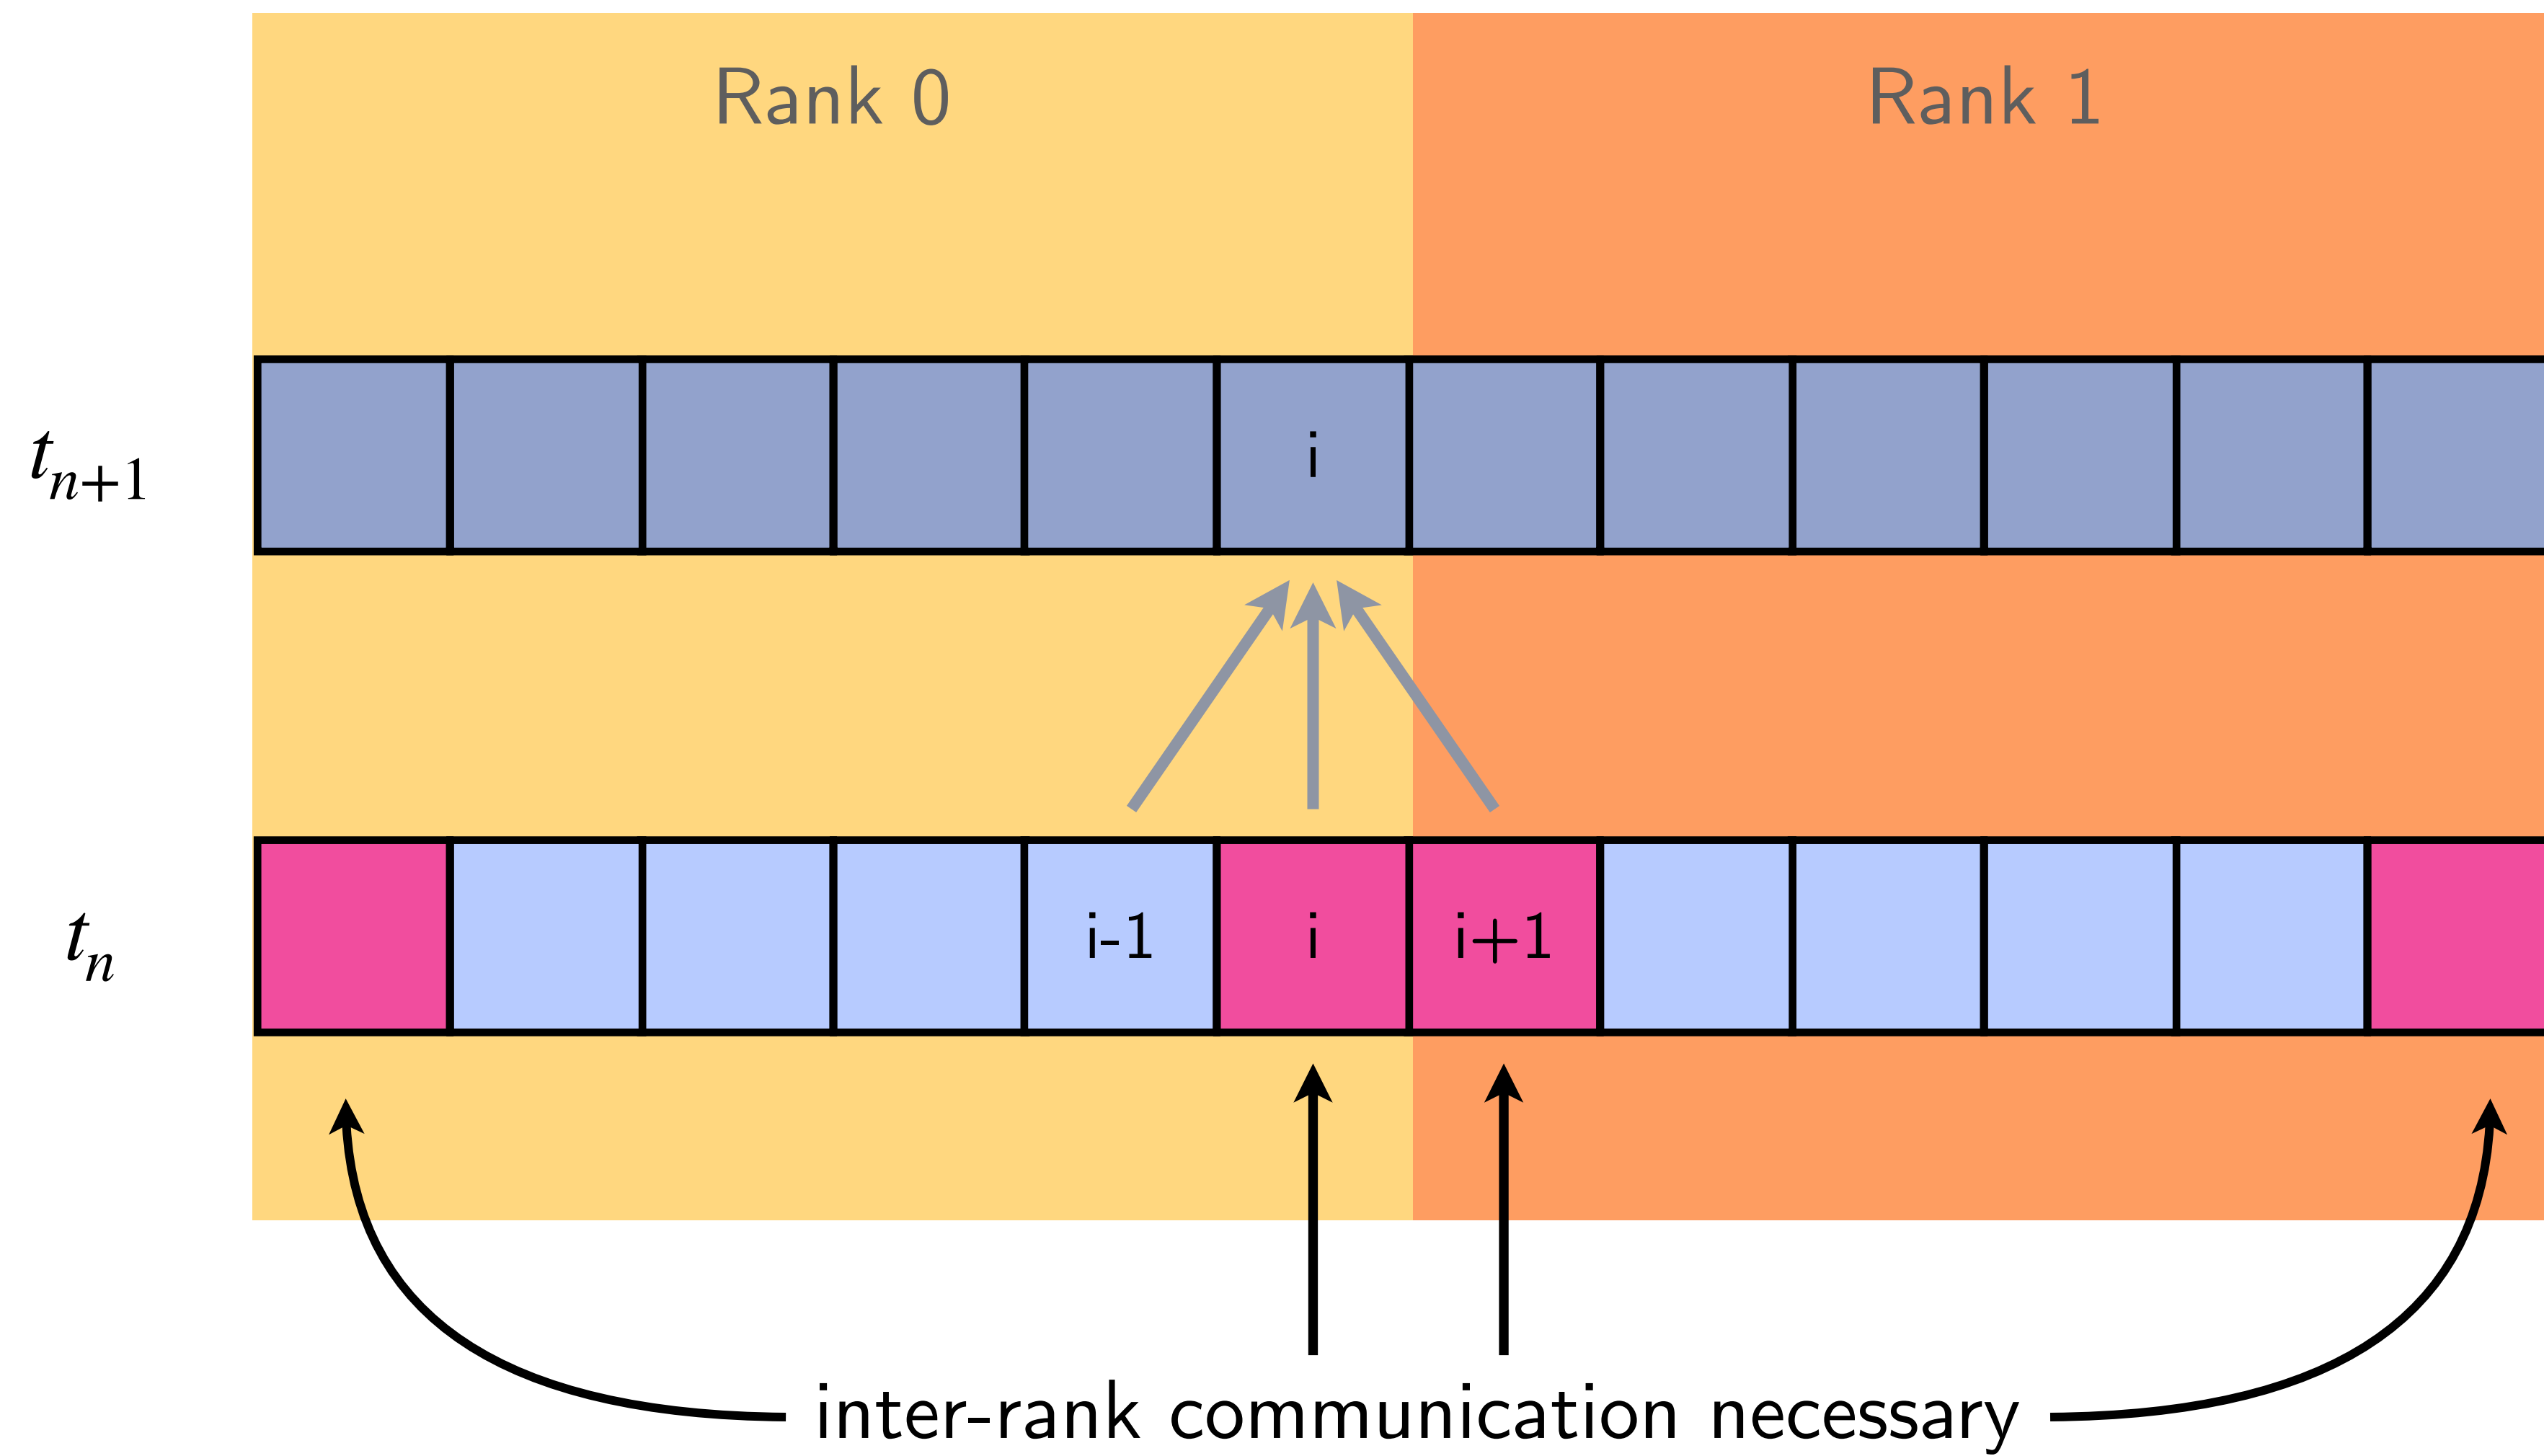 Rank 0
Rank 1
t_{n+1}
i
t_n
i-1
i
i+1
inter-rank communication necessary